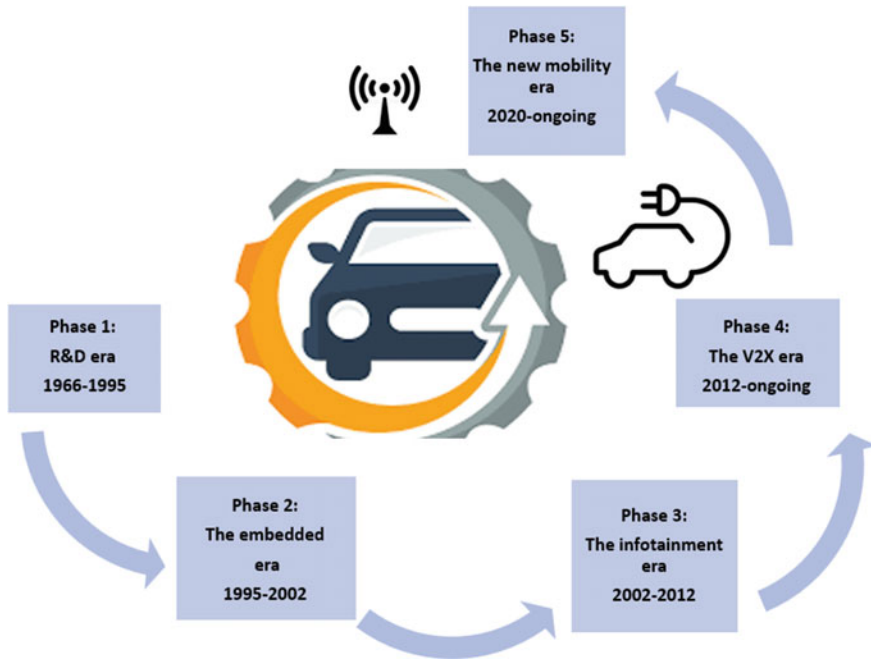 Phase 1:
R&D era
1966-1995
Phase 2:
The embedded
era
1995-2002
Phase 3:
The infotainment
era
2002-2012
Phase 4:
The V2X era
2012-ongoing
Phase 5:
The new mobility
era
2020-ongoing